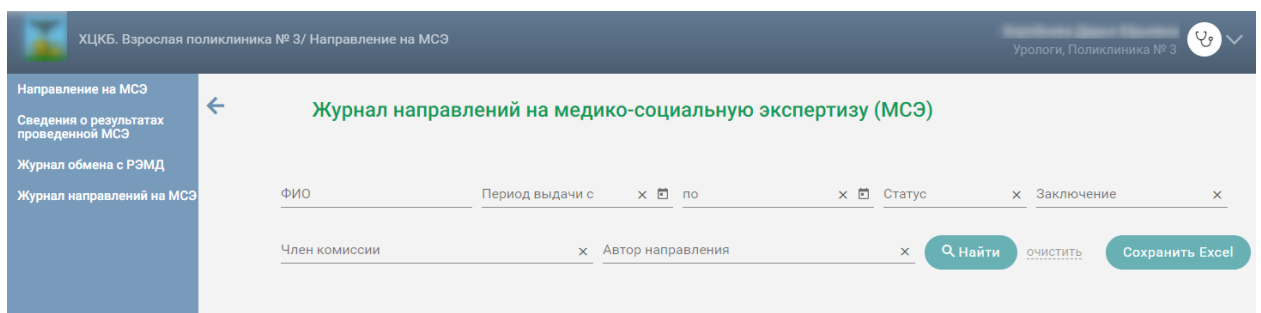 ХЦКБ. Взрослая поликлиника № 3/ Направление на МСЭ
Урологи, Поликлиника № 3
Направление на МСЭ
Сведения о результатах
проведенной МСЭ
Журнал обмена с РЭМД
Журнал направлений на МСЭ
Журнал направлений на медико-социальную экспертизу (МСЭ)
ФИО Период выдачи с по Статус Заключение
Член комиссии Автор направления Найти очистить Сохранить Excel